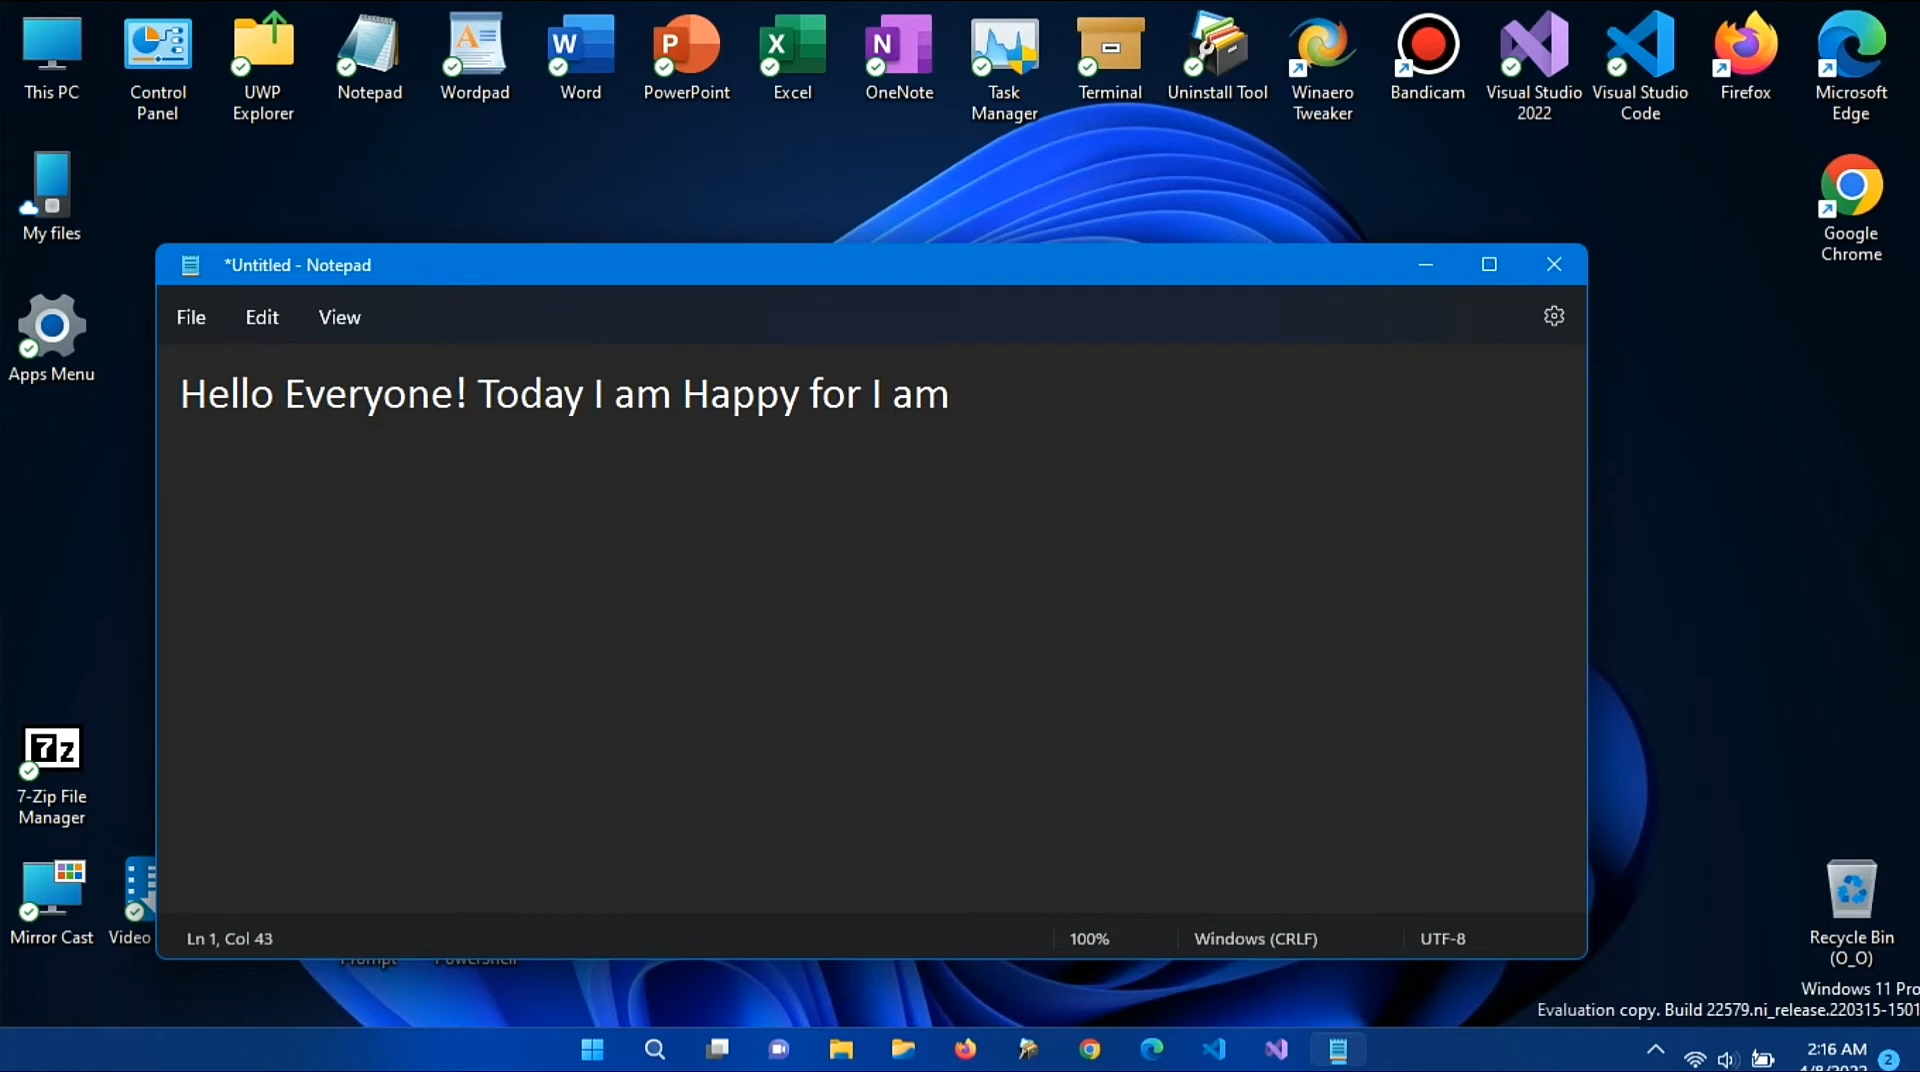 This PC
Control
Panel
UWP
Explorer
Notepad
Wordpad
Word
PowerPoint
Excel
OneNote
Task
Manager
Terminal
Uninstall Tool
Winaero
Tweaker
Bandicam
Visual Studio
2022
Visual Studio
Code
Firefox
Microsoft
Edge
My files
Google
Chrome
Apps Menu
*Untitled - Notepad
File Edit View
Hello Everyone! Today I am Happy for I am
7-Zip File
Manager
Mirror Cast
Video
Ln 1, Col 43 100% Windows (CRLF) UTF-8
Prompt
PowerShell
Recycle Bin
(O_O)
Windows 11 Pro
Evaluation copy. Build 22579.ni_release.220315-1501
2:16 AM
2